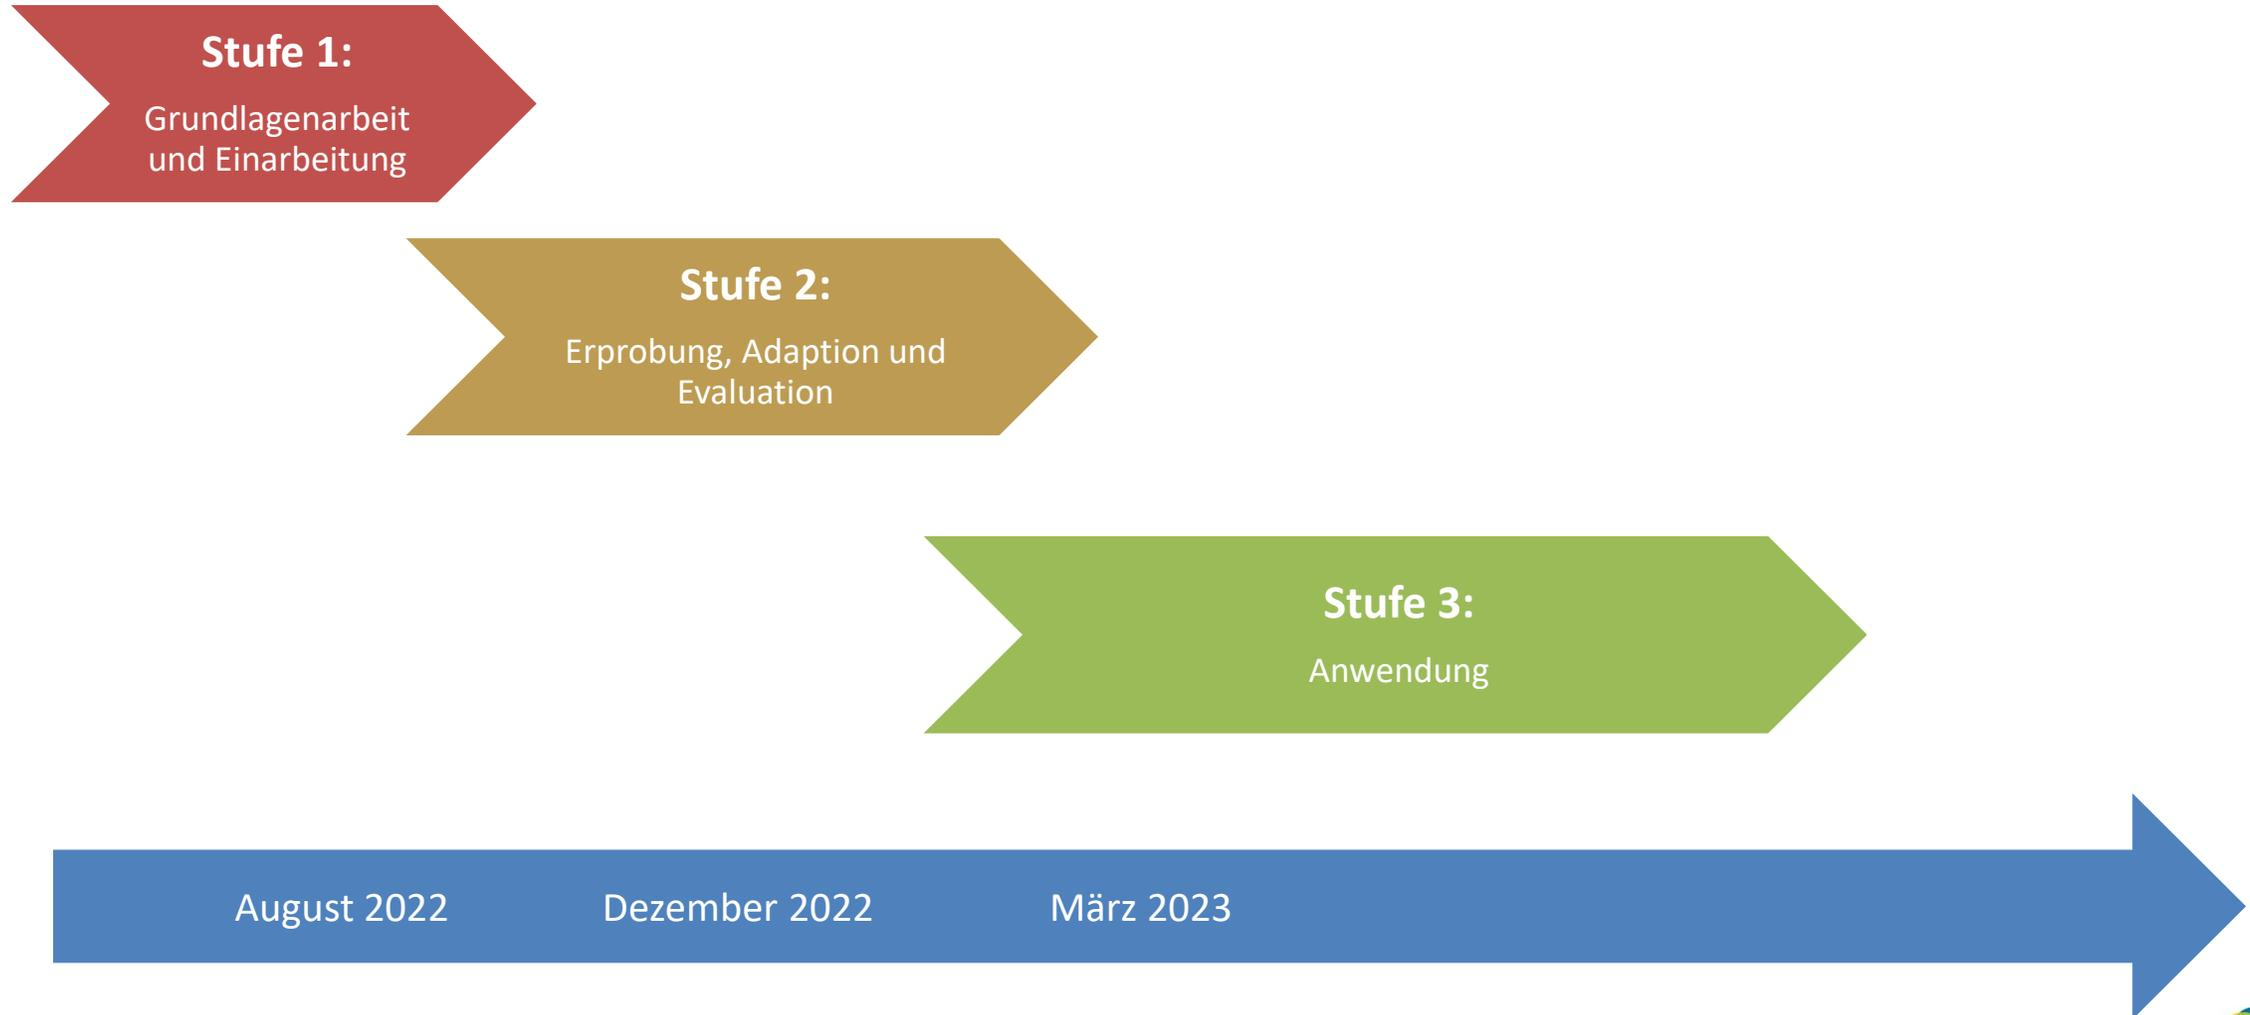 Stufe 1:
Grundlagenarbeit
und Einarbeitung
Stufe 2:
Erprobung, Adaption und
Evaluation
Stufe 3:
Anwendung
August 2022
Dezember 2022
März 2023